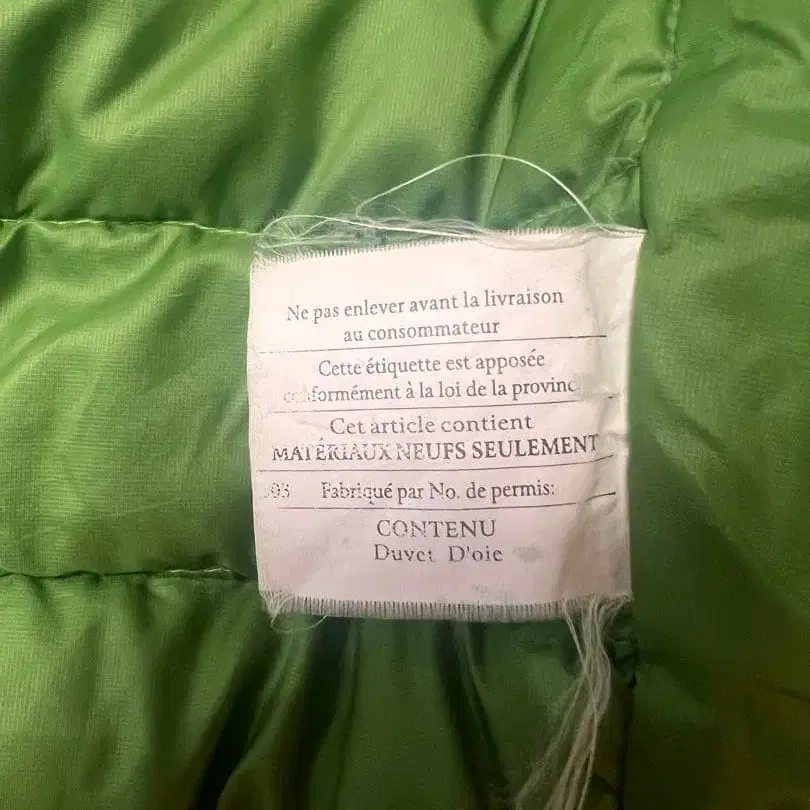 Ne pas enlever avant la livraison
au consommateur
Cette étiquette est apposée
conformément à la loi de la provinc
Cet article contient
MATÉRIAUX NEUFS SEULEMENT
Fabriqué par No. de permis:
CONTENU
Duvet D'oie